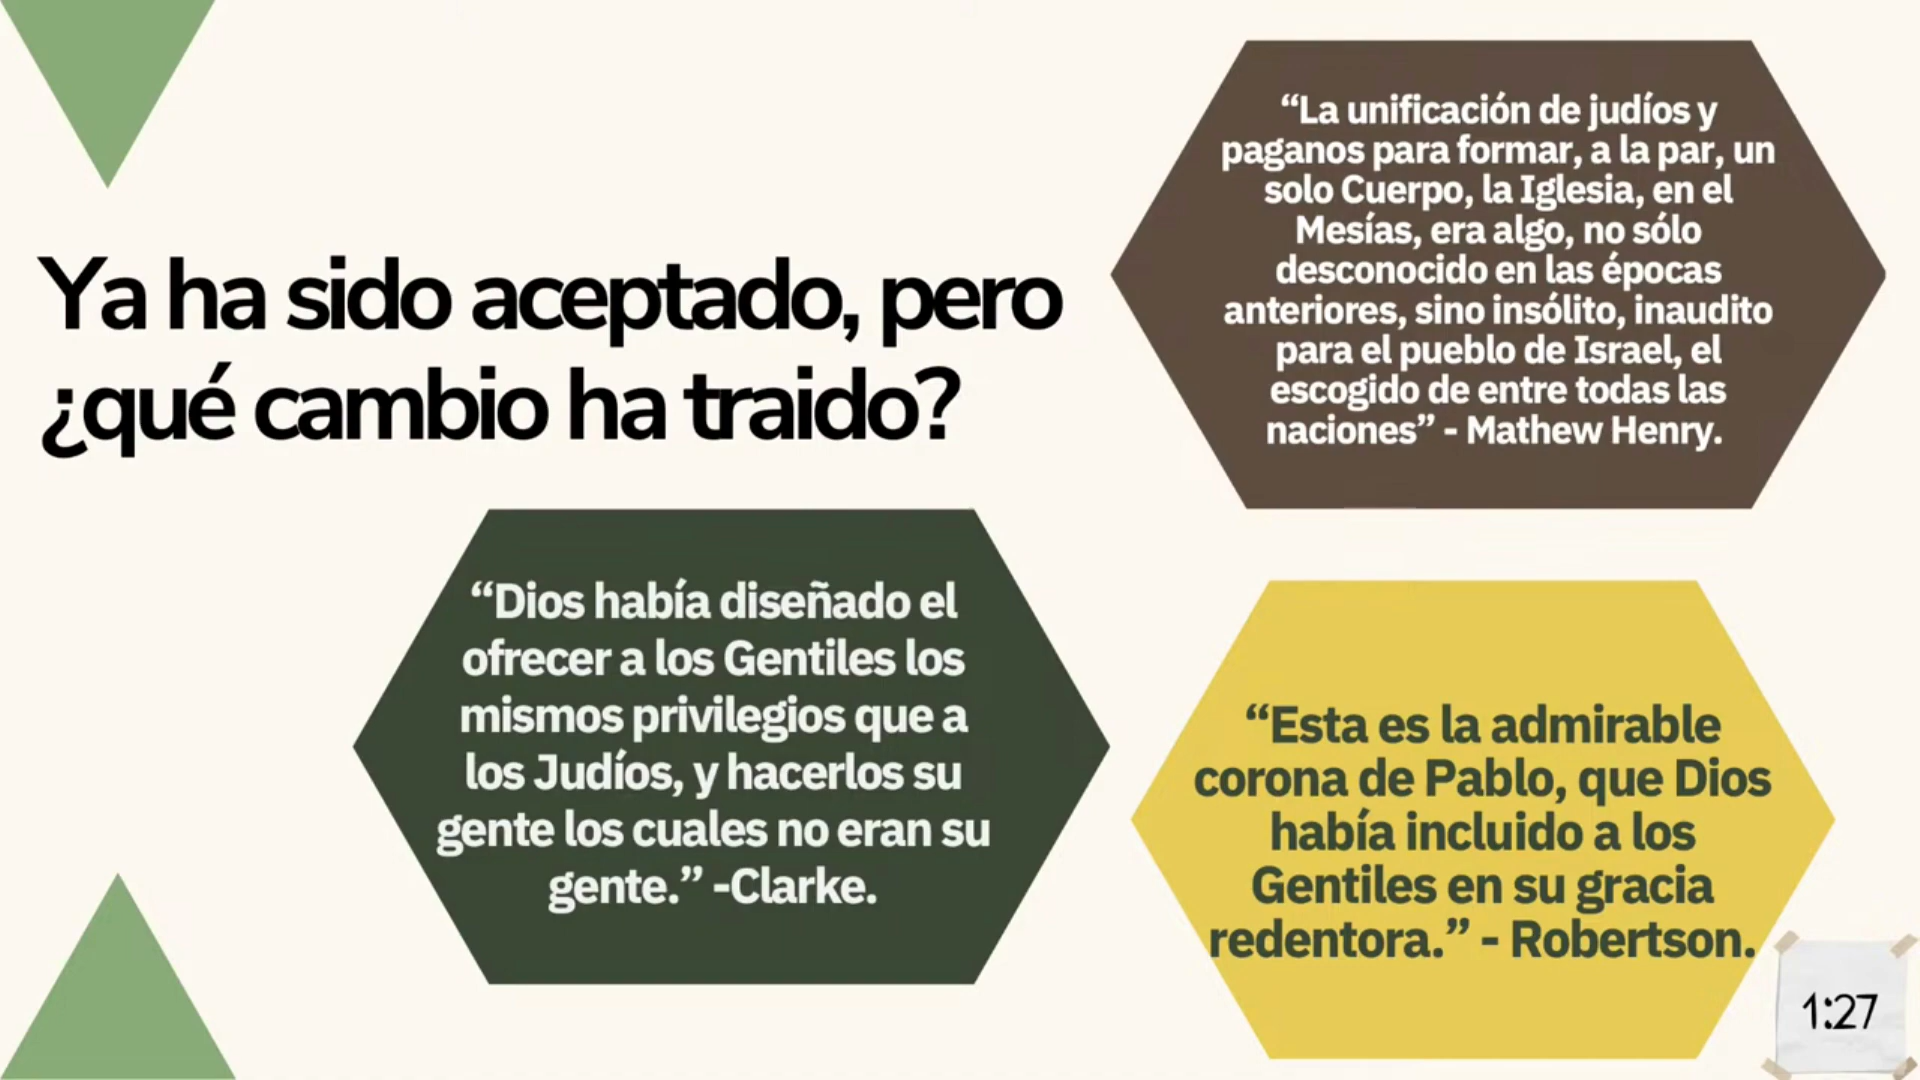 Ya ha sido aceptado, pero
¿qué cambio ha traido?
“La unificación de judíos y
paganos para formar, a la par, un
solo Cuerpo, la Iglesia, en el
Mesías, era algo, no sólo
desconocido en las épocas
anteriores, sino insólito, inaudito
para el pueblo de Israel, el
escogido de entre todas las
naciones” - Mathew Henry.
“Dios había diseñado el
ofrecer a los Gentiles los
mismos privilegios que a
los Judíos, y hacerlos su
gente los cuales no eran su
gente.” -Clarke.
“Esta es la admirable
corona de Pablo, que Dios
había incluido a los
Gentiles en su gracia
redentora.” - Robertson.
1:27